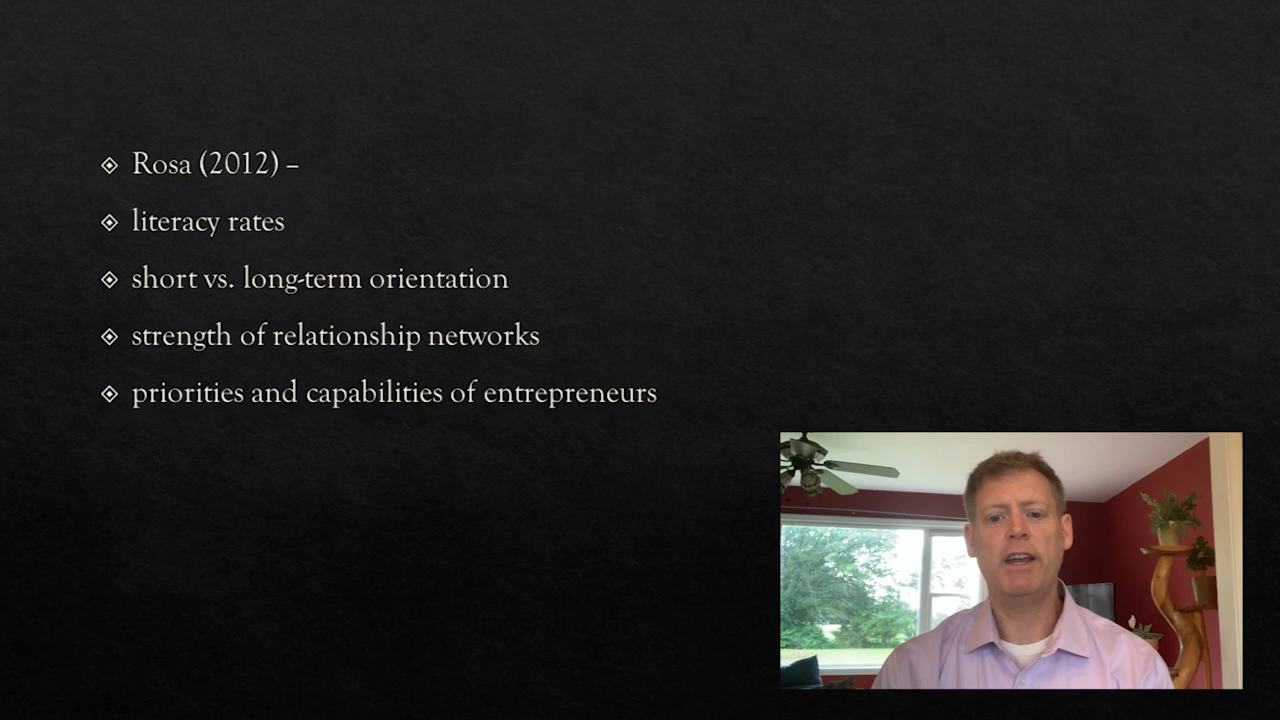 Rosa (2012) –
literacy rates
short vs. long-term orientation
strength of relationship networks
priorities and capabilities of entrepreneurs